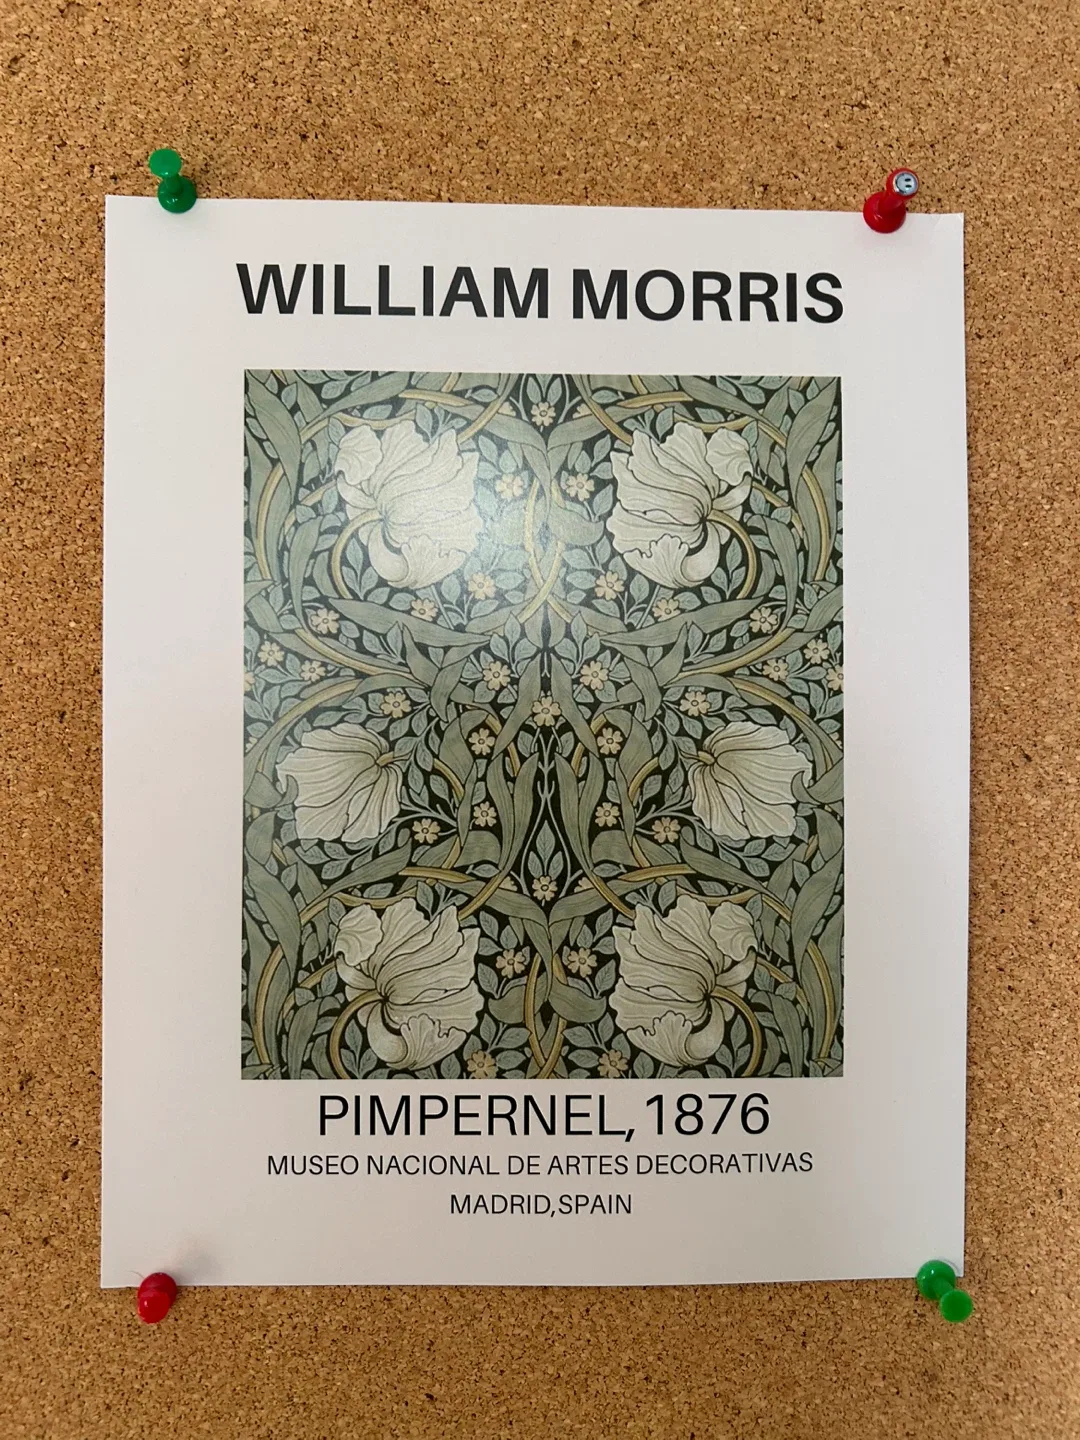 WILLIAM MORRIS
PIMPERNEL, 1876
MUSEO NACIONAL DE ARTES DECORATIVAS
MADRID,SPAIN